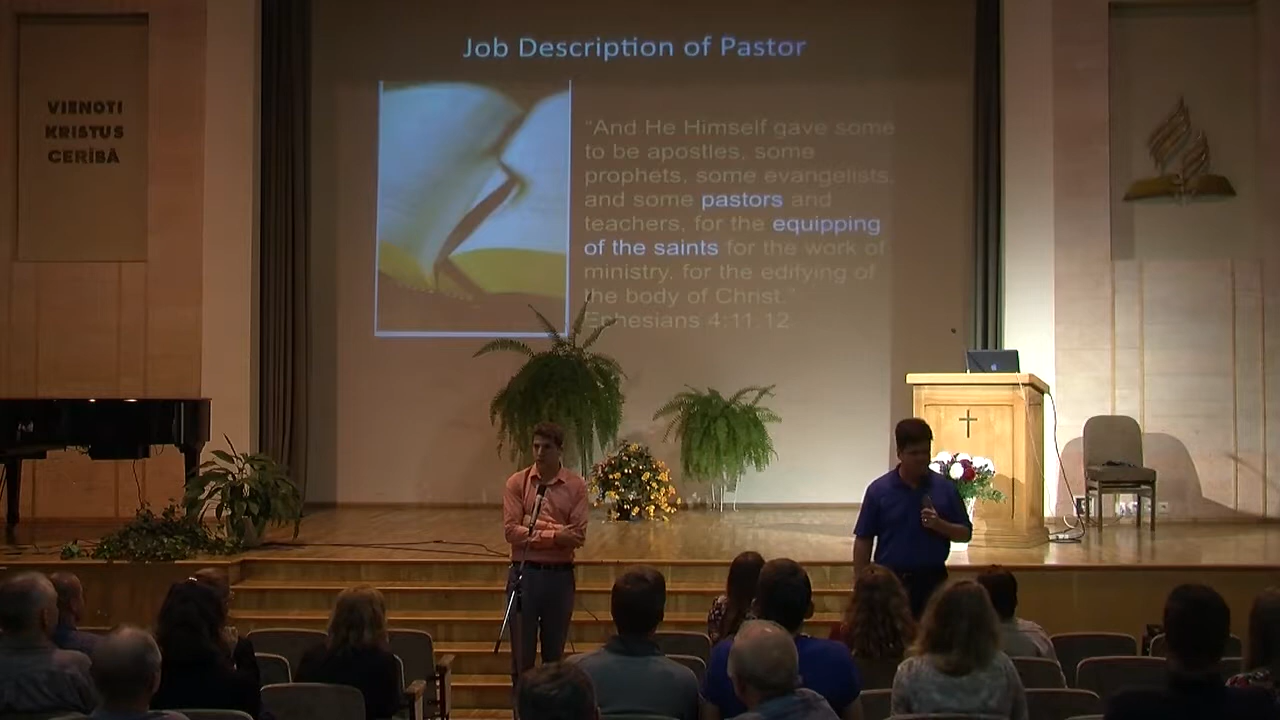 VIENOTI
KRISTUS
CERĪBĀ
Job Description of Pastor
"And He Himself gave some
to be apostles, some
prophets, some evangelists,
and some pastors and
teachers, for the equipping
of the saints for the work of
ministry, for the edifying of
the body of Christ."
Ephesians 4:11,12